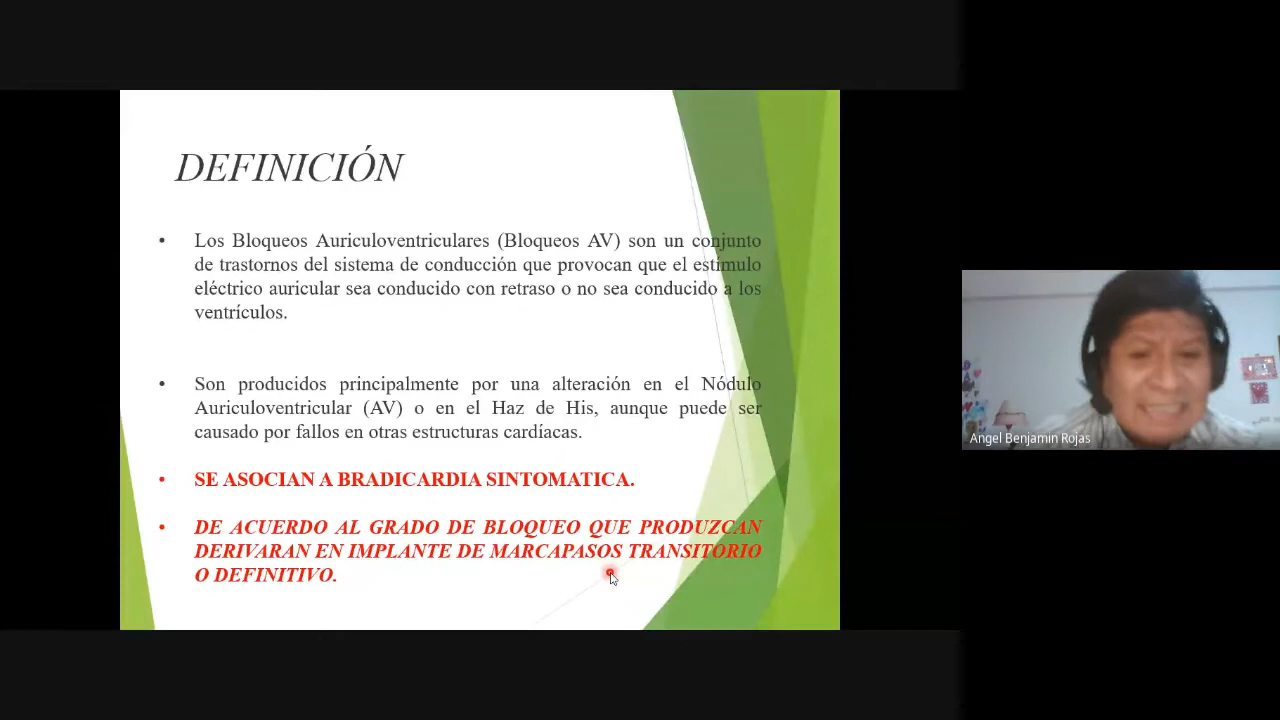 DEFINICIÓN
• Los Bloqueos Auriculoventriculares (Bloqueos AV) son un conjunto
de trastornos del sistema de conducción que provocan que el estímulo
eléctrico auricular sea conducido con retraso o no sea conducido a los
ventrículos.
• Son producidos principalmente por una alteración en el Nódulo
Auriculoventricular (AV) o en el Haz de His, aunque puede ser
causado por fallos en otras estructuras cardíacas.
• SE ASOCIAN A BRADICARDIA SINTOMATICA.
• DE ACUERDO AL GRADO DE BLOQUEO QUE PRODUZCAN
DERIVARAN EN IMPLANTE DE MARCAPASOS TRANSITORIO
O DEFINITIVO.
Angel Benjamin Rojas